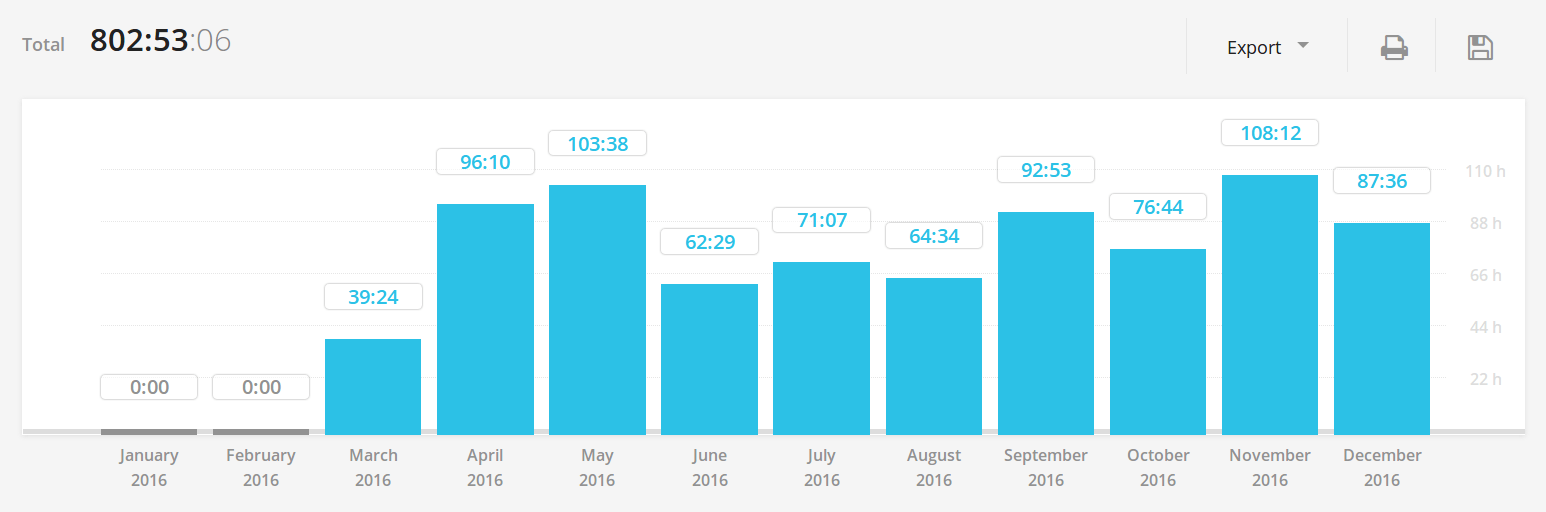 Total 802:53:06 Export
108:12
103:38
96:10
92:53
110 h
87:36
76:44
71:07
88 h
64:34
62:29
66 h
39:24
44 h
22 h
0:00 0:00
January February March April May June July August September October November December
2016 2016 2016 2016 2016 2016 2016 2016 2016 2016 2016 2016